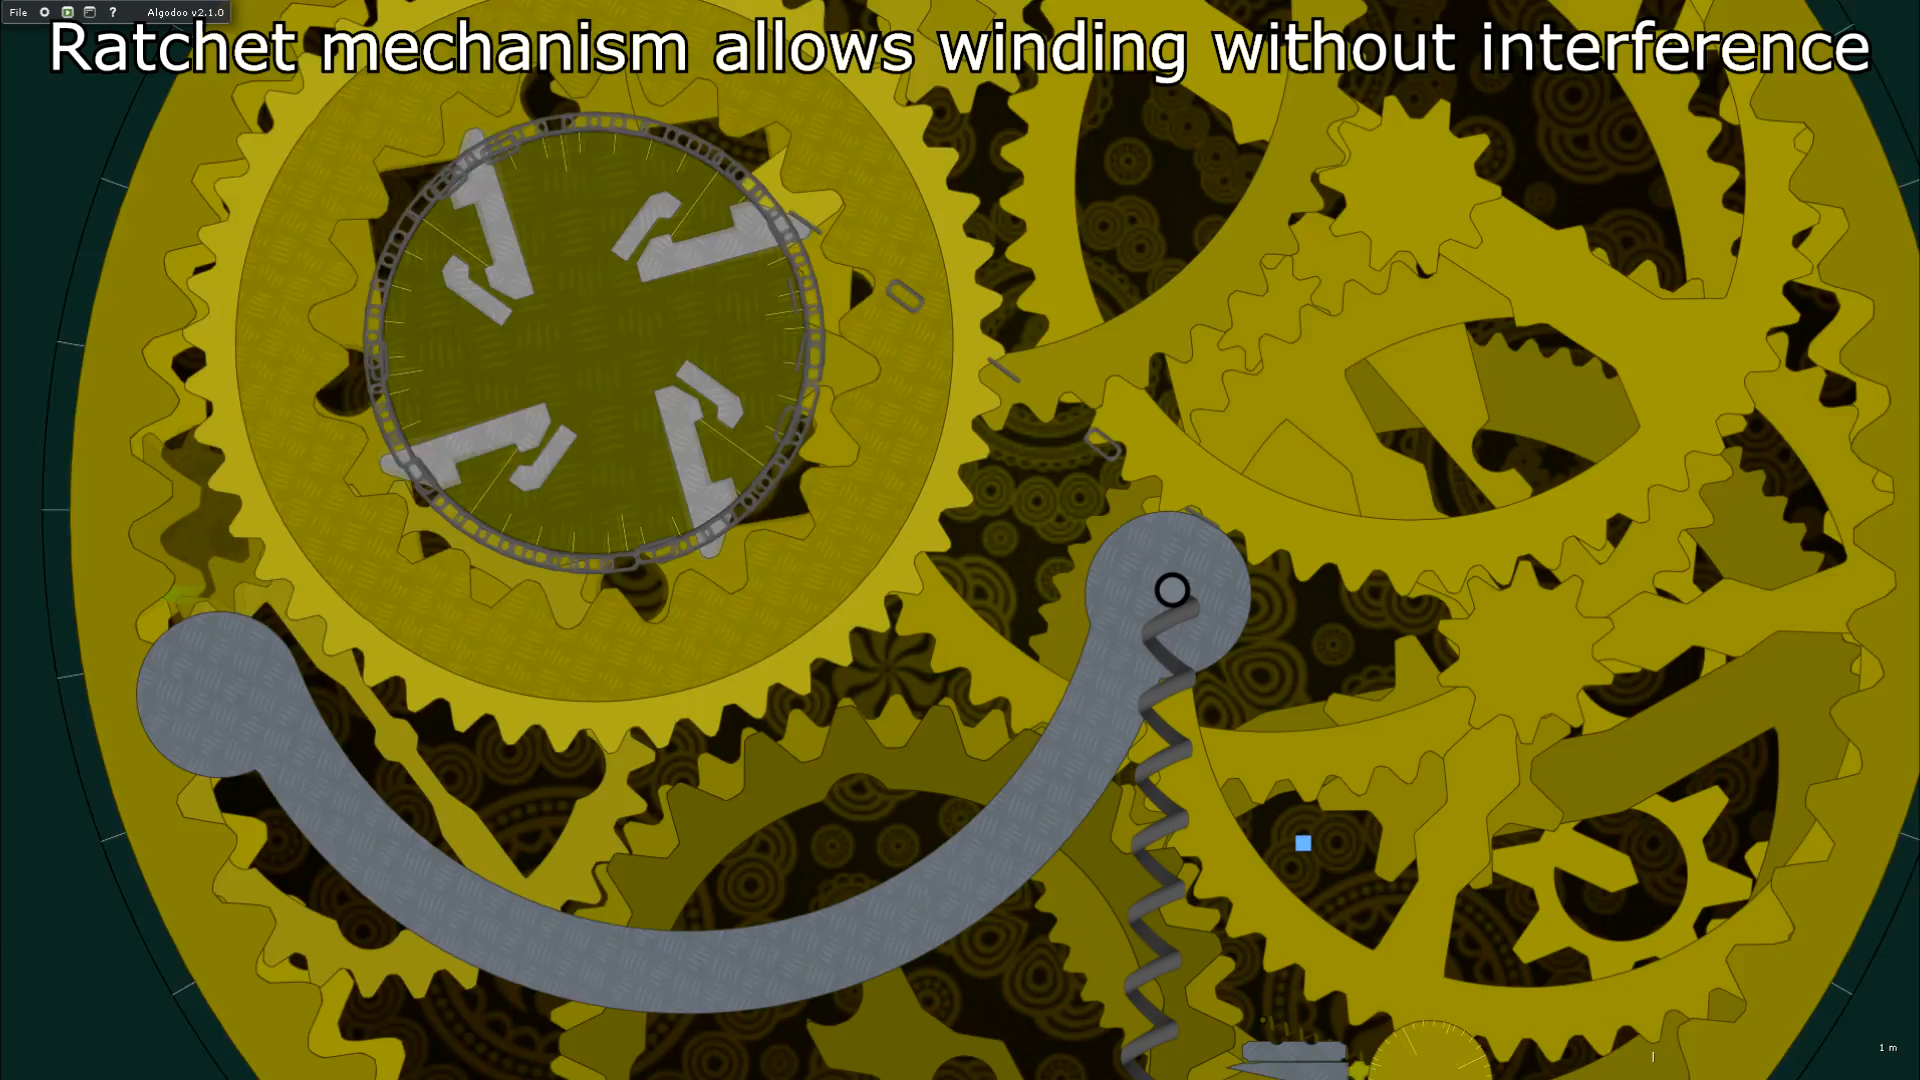 File ? Algodoo v2.1.0
Ratchet mechanism allows winding without interference
1 m